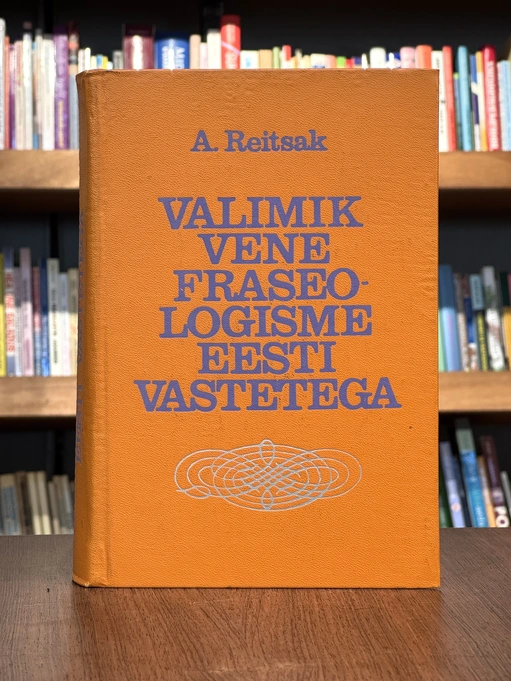 A. Reitsak
VALIMIK
VENE
FRASEO-
LOGISME
EESTI
VASTETEGA